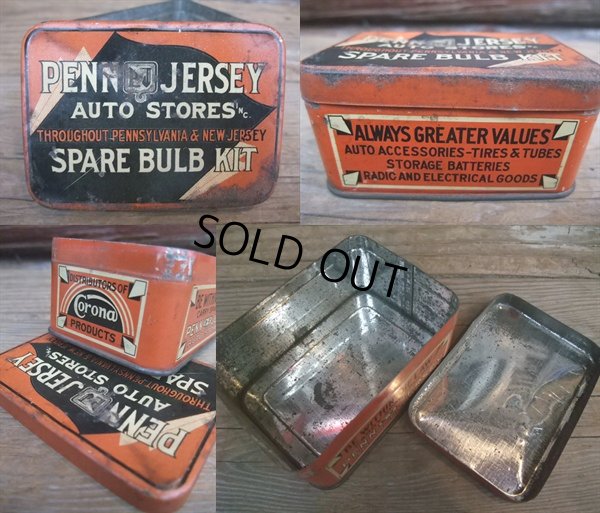 PENN JERSEY
AUTO STORES INC.
THROUGHOUT PENNSYLVANIA & NEW JERSEY
SPARE BULB KIT
SPARE BULB KIT
ALWAYS GREATER VALUES
AUTO ACCESSORIES-TIRES & TUBES
STORAGE BATTERIES
RADIO AND ELECTRICAL GOODS
SOLD OUT
DISTRIBUTORS OF
Corona
PRODUCTS
PENN JERSEY
AUTO STORES
THROUGHOUT PENNSYLVANIA
SPA